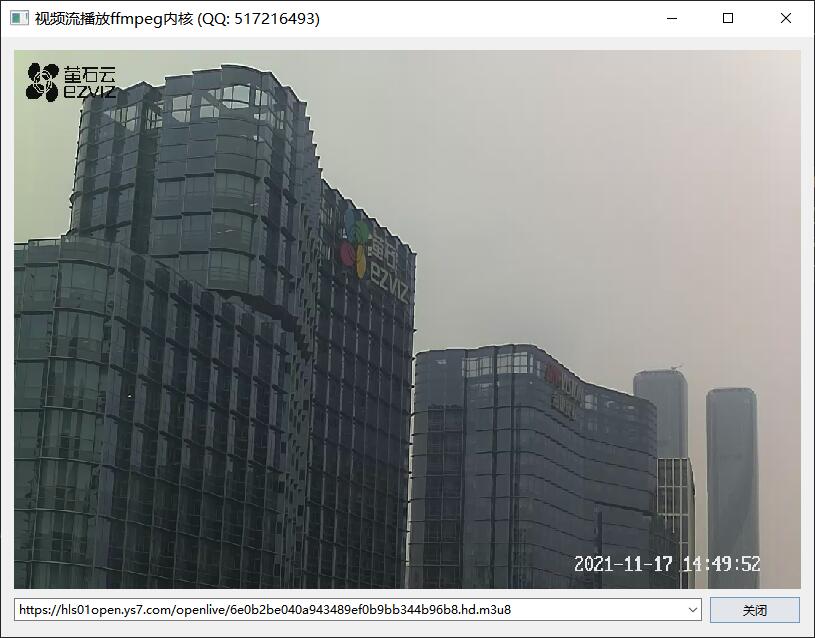 视频流播放ffmpeg内核 (QQ: 517216493)
萤石云
ezviz
萤石
ezviz
2021-11-17 14:49:52
https://hls01open.ys7.com/openlive/6e0b2be040a943489ef0b9bb344b96b8.hd.m3u8
关闭